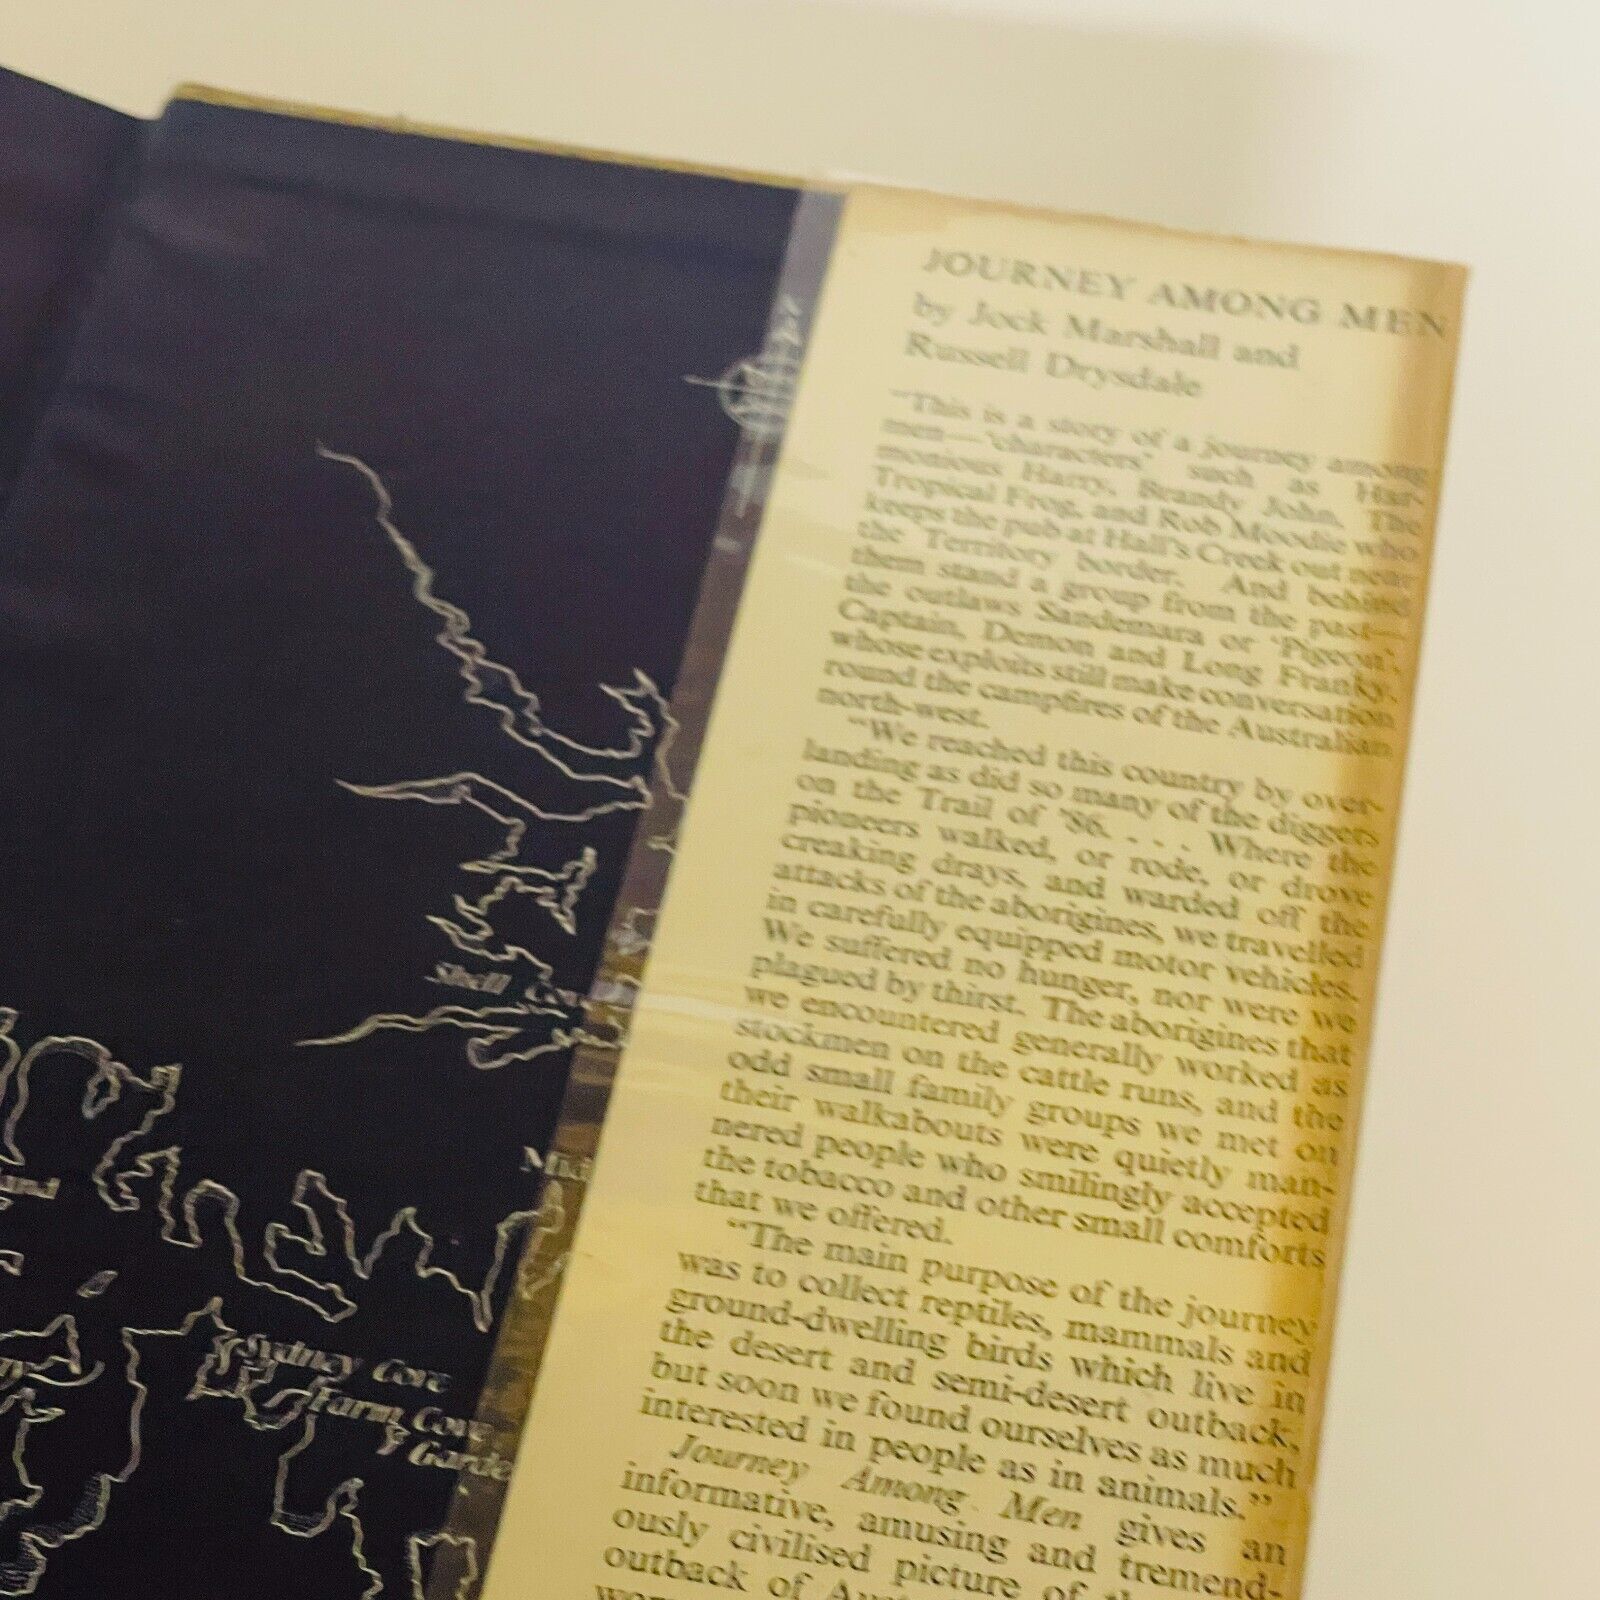 JOURNEY AMONG MEN
by Jock Marshall and
Russell Drysdale
"This is a story of a journey among
men—'characters' such as Har-
monious Harry, Brandy John, The
Tropical Frog, and Rob Moodie who
keeps the pub at Hall's Creek out near
the Territory border. And behind
them stand a group from the past—
the outlaws Sandemara or 'Pigeon',
Captain, Demon and Long Franky,
whose exploits still make conversation
round the campfires of the Australian
north-west.
"We reached this country by over-
landing as did so many of the diggers
on the Trail of '86. . . . Where the
pioneers walked, or rode, or drove
creaking drays, and warded off the
attacks of the aborigines, we travelled
in carefully equipped motor vehicles.
We suffered no hunger, nor were we
plagued by thirst. The aborigines that
we encountered generally worked as
stockmen on the cattle runs, and the
odd small family groups we met on
their walkabouts were quietly man-
nered people who smilingly accepted
the tobacco and other small comforts
that we offered.
"The main purpose of the journey
was to collect reptiles, mammals and
ground-dwelling birds which live in
the desert and semi-desert outback,
but soon we found ourselves as much
interested in people as in animals."
Journey Among Men gives an
informative, amusing and tremend-
ously civilised picture of
outback of
Shell Cove
Sydney Cove
Farm Cove